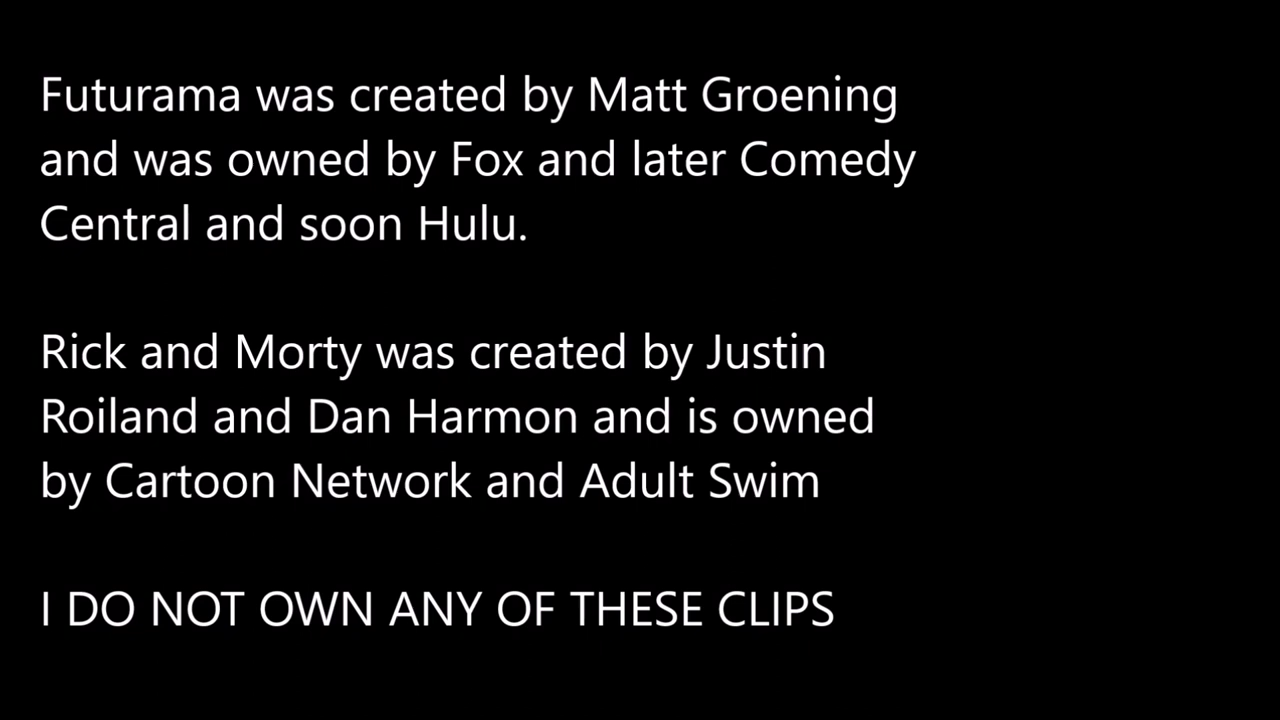 Futurama was created by Matt Groening
and was owned by Fox and later Comedy
Central and soon Hulu.
Rick and Morty was created by Justin
Roiland and Dan Harmon and is owned
by Cartoon Network and Adult Swim
I DO NOT OWN ANY OF THESE CLIPS